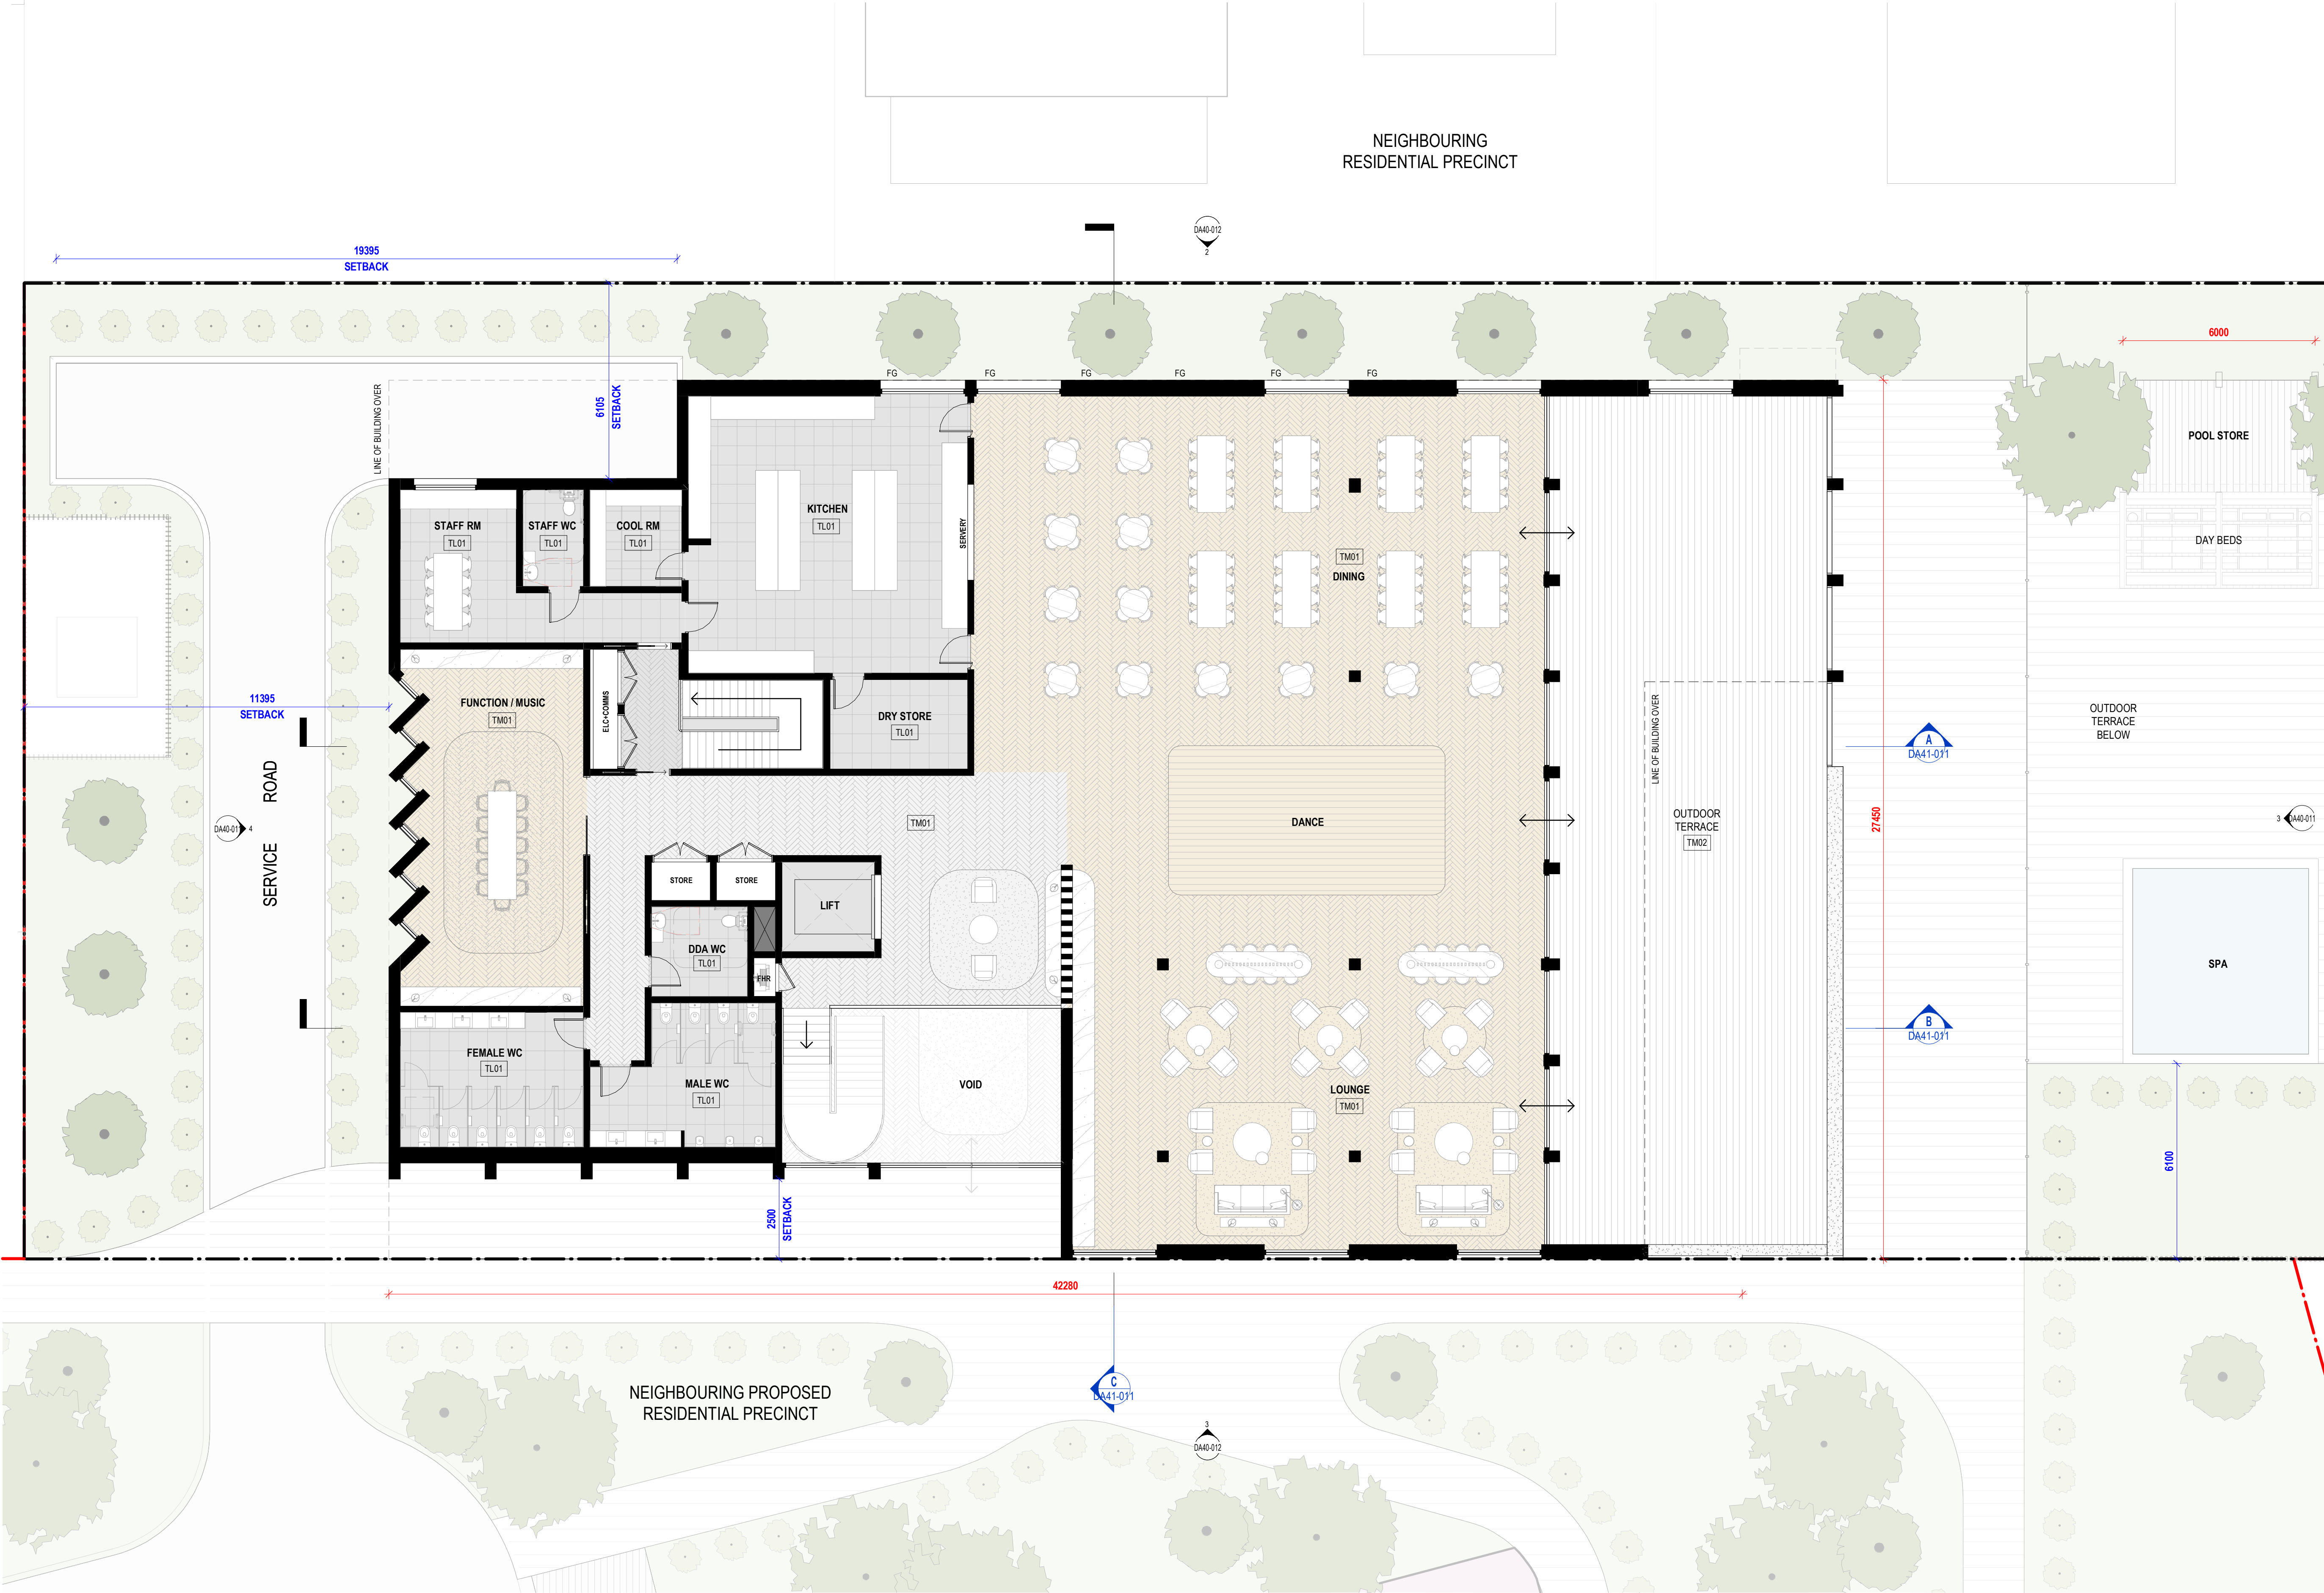 NEIGHBOURING
RESIDENTIAL PRECINCT
DA40-012
2
19395
SETBACK
6000
FG
FG
FG
FG
FG
FG
LINE OF BUILDING OVER
6105
SETBACK
POOL STORE
STAFF RM
TL01
STAFF WC
TL01
COOL RM
TL01
KITCHEN
TL01
SERVERY
DAY BEDS
TM01
DINING
11395
SETBACK
FUNCTION / MUSIC
TM01
ELC+COMMS
DRY STORE
TL01
LINE OF BUILDING OVER
OUTDOOR
TERRACE
BELOW
A
DA41-011
SERVICE ROAD
DA40-011
4
TM01
DANCE
OUTDOOR
TERRACE
TM02
27450
3
DA40-011
STORE
STORE
LIFT
DDA WC
TL01
FHR
SPA
B
DA41-011
FEMALE WC
TL01
MALE WC
TL01
VOID
LOUNGE
TM01
6100
2500
SETBACK
42280
NEIGHBOURING PROPOSED
RESIDENTIAL PRECINCT
C
DA41-011
3
DA40-012